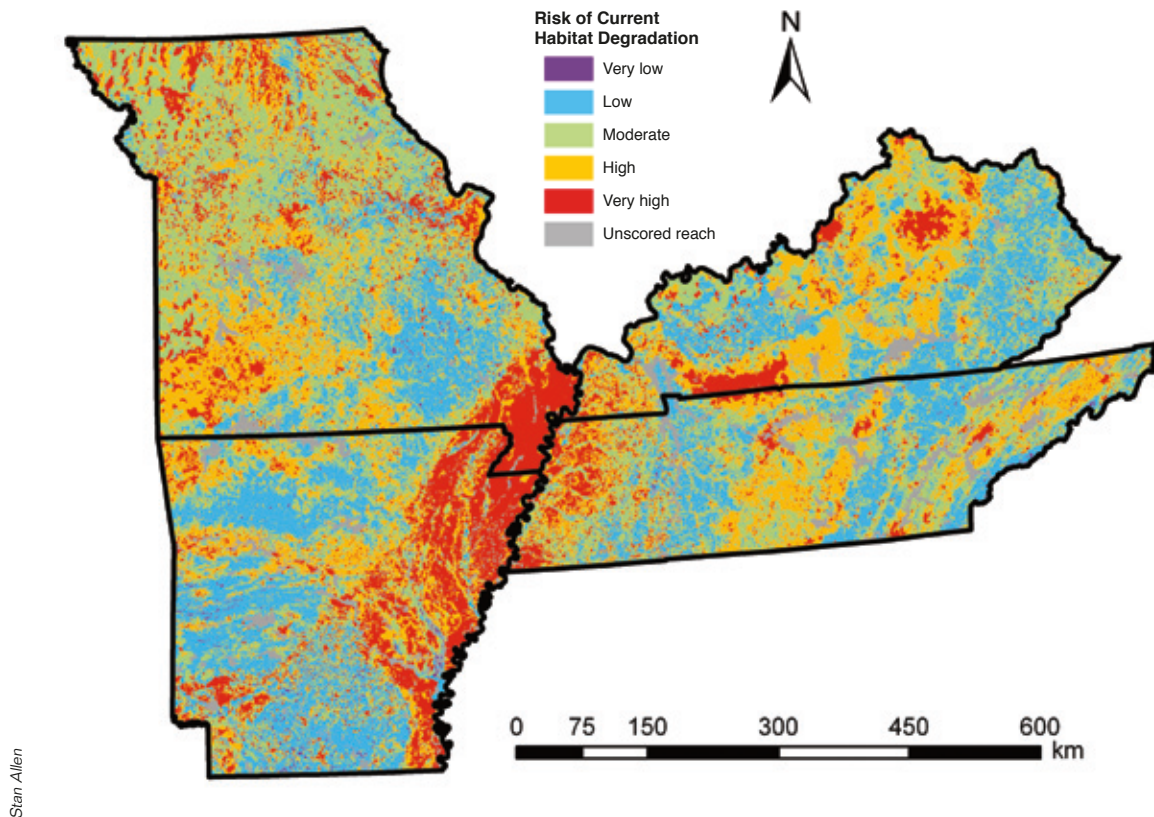 Risk of Current
Habitat Degradation
Very low
Low
Moderate
High
Very high
Unscored reach
N
0 75 150 300 450 600
km
Stan Allen